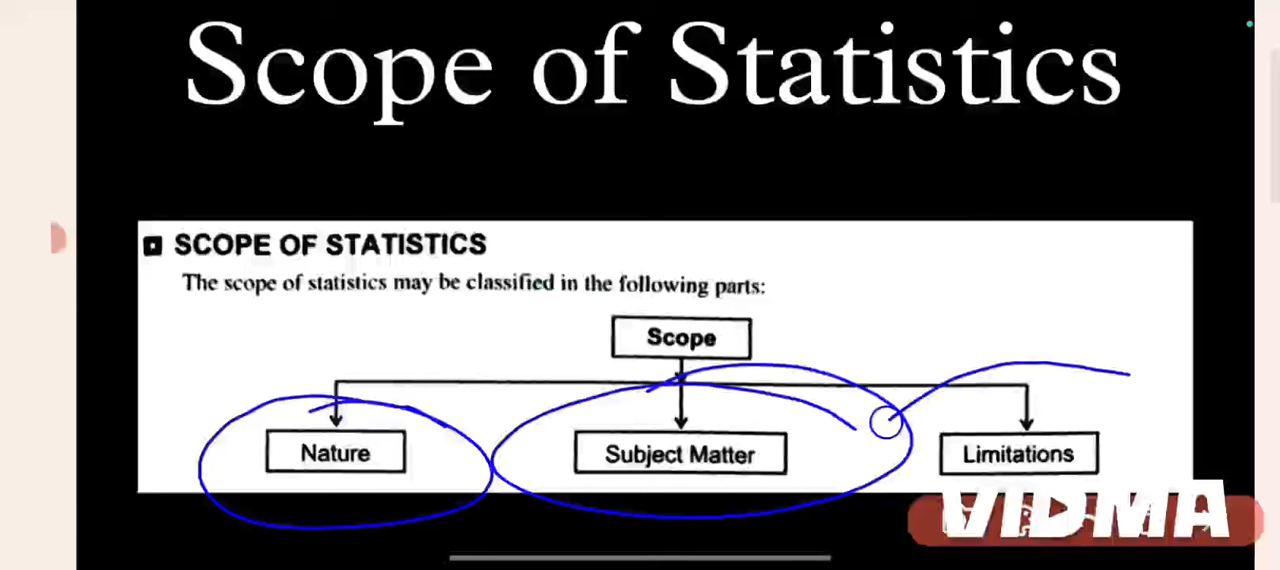 Scope of Statistics
SCOPE OF STATISTICS
The scope of statistics may be classified in the following parts:
Scope
Nature
Subject Matter
Limitations
VIDMA